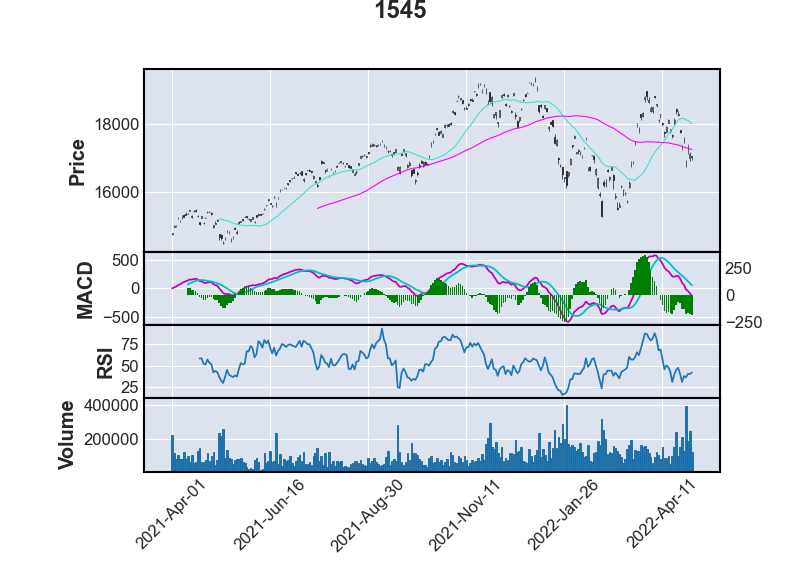 1545
Price
18000
16000
MACD
500
0
−500
250
0
−250
RSI
75
50
25
Volume
400000
200000
2021-Apr-01
2021-Jun-16
2021-Aug-30
2021-Nov-11
2022-Jan-26
2022-Apr-11